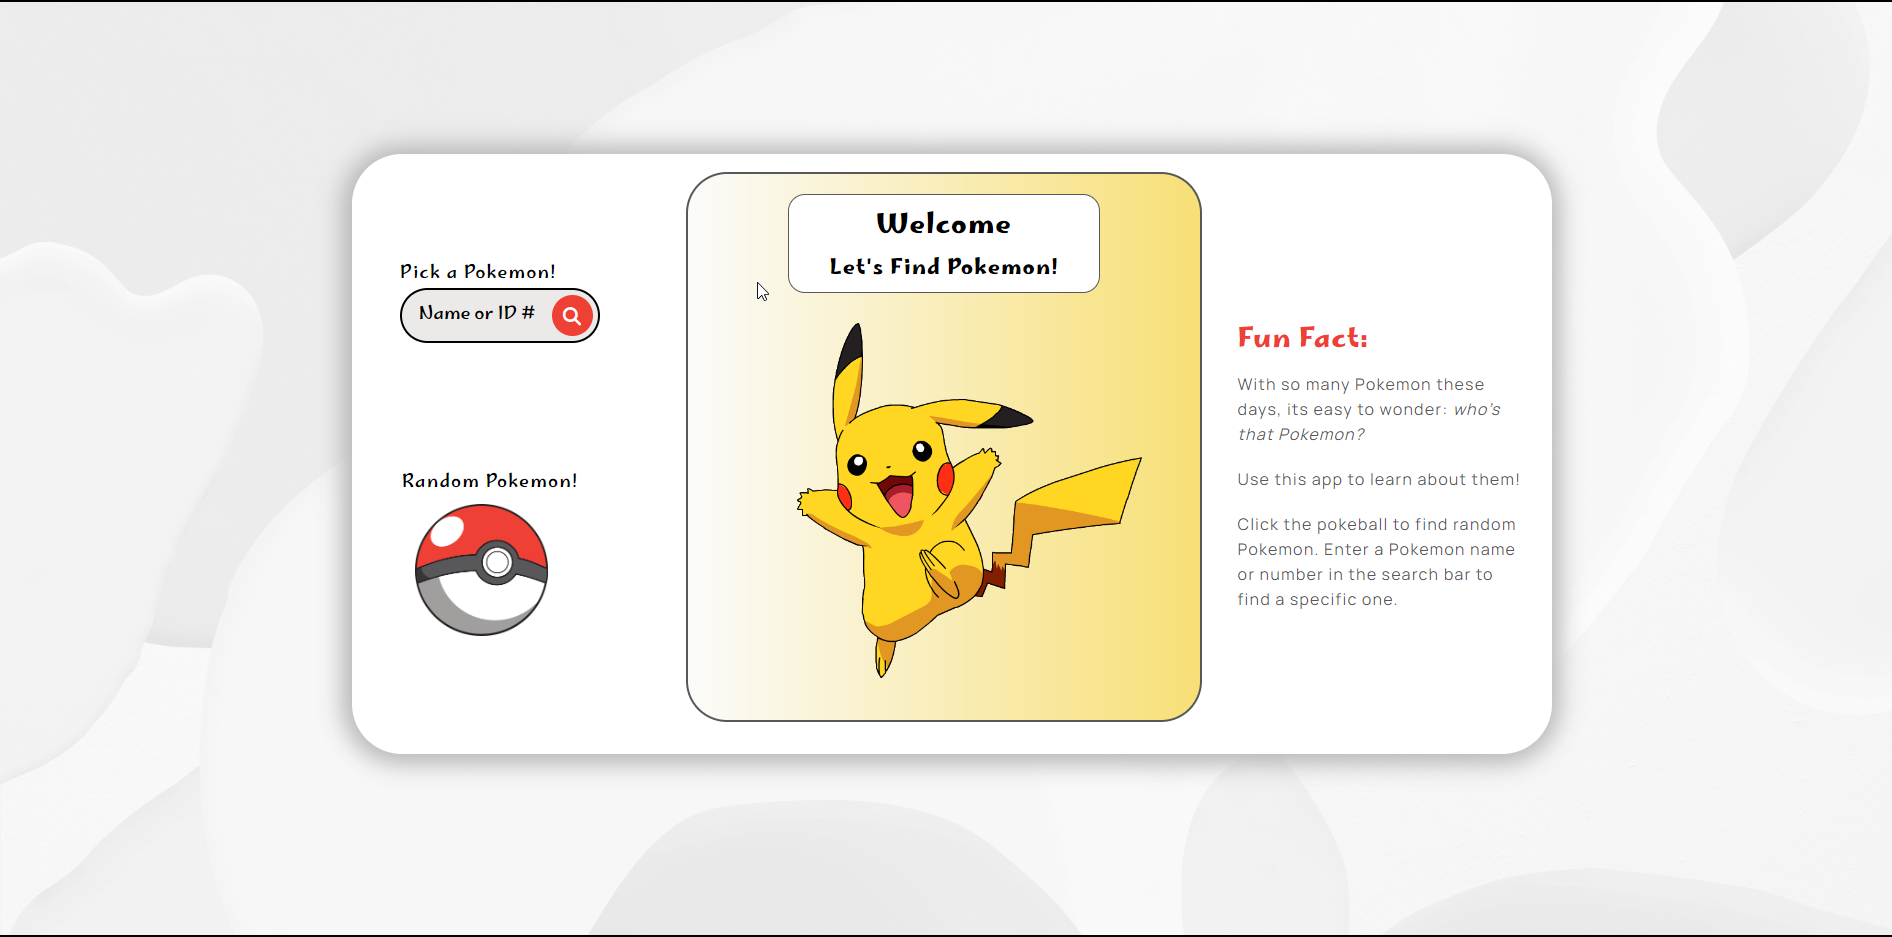 Pick a Pokemon!
Name or ID #
Random Pokemon!
Welcome
Let's Find Pokemon!
Fun Fact:
With so many Pokemon these
days, its easy to wonder: who's
that Pokemon?
Use this app to learn about them!
Click the pokeball to find random
Pokemon. Enter a Pokemon name
or number in the search bar to
find a specific one.